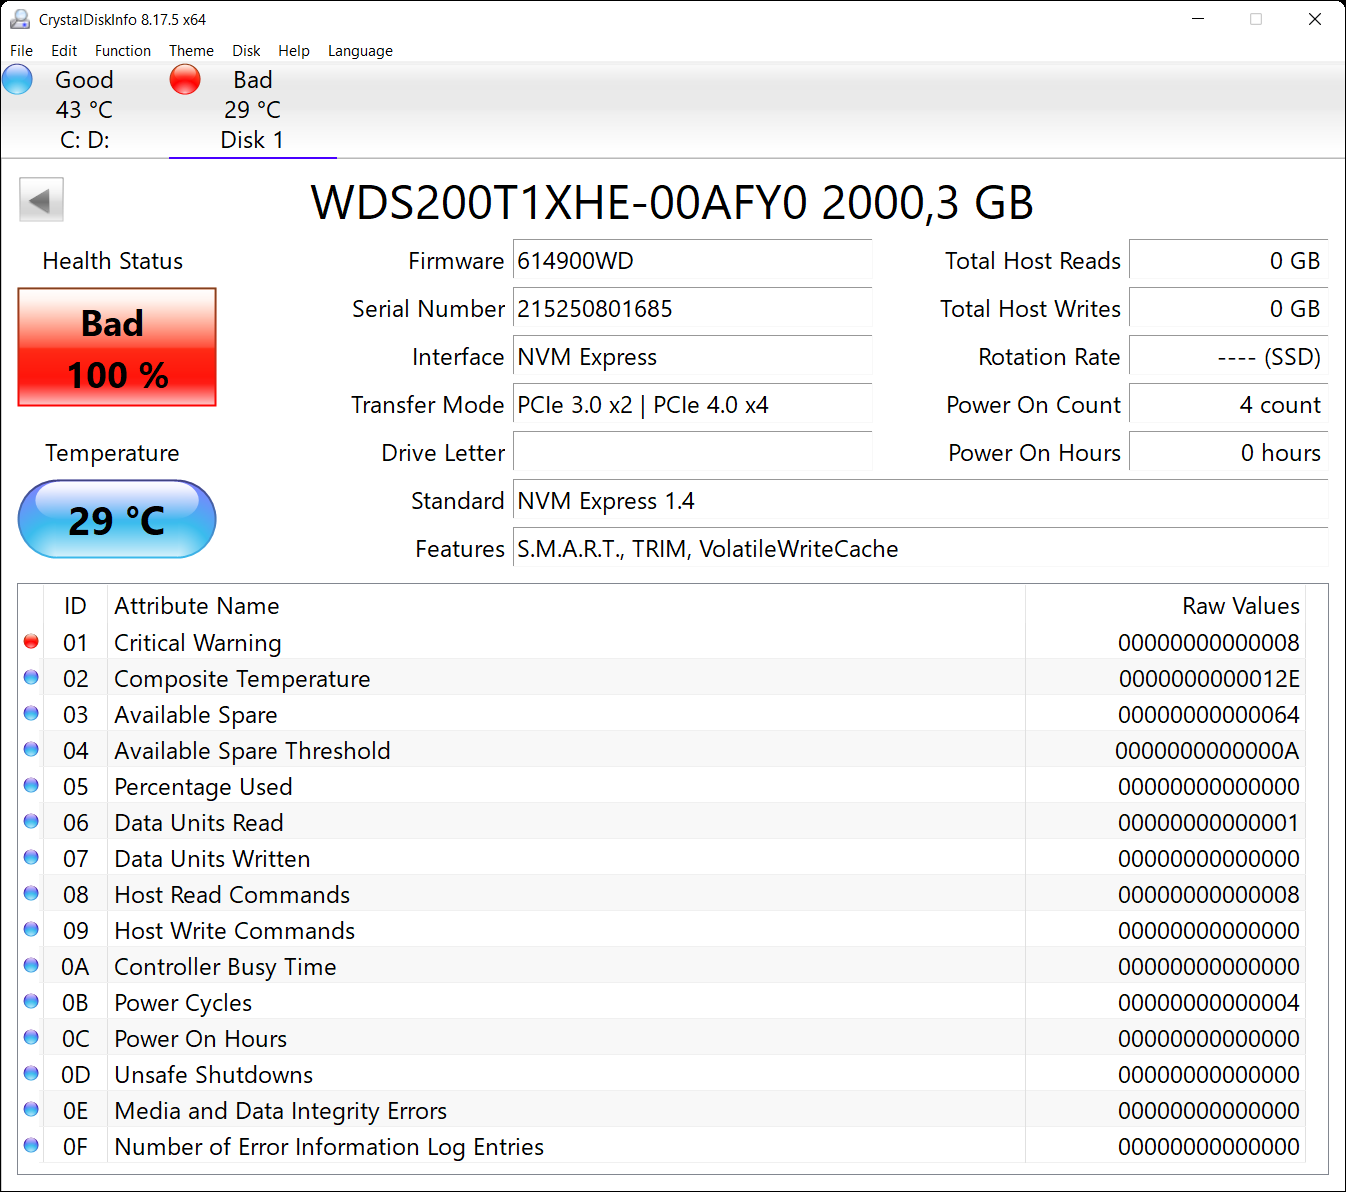 CrystalDiskInfo 8.17.5 x64
File Edit Function Theme Disk Help Language
Good Bad
43 °C 29 °C
C: D: Disk 1
WDS200T1XHE-00AFY0 2000,3 GB
Health Status
Bad
100 %
Temperature
29 °C
Firmware 614900WD
Serial Number 215250801685
Interface NVM Express
Transfer Mode PCIe 3.0 x2 | PCIe 4.0 x4
Drive Letter
Standard NVM Express 1.4
Features S.M.A.R.T., TRIM, VolatileWriteCache
Total Host Reads 0 GB
Total Host Writes 0 GB
Rotation Rate ---- (SSD)
Power On Count 4 count
Power On Hours 0 hours
ID Attribute Name Raw Values
01 Critical Warning 00000000000008
02 Composite Temperature 0000000000012E
03 Available Spare 00000000000064
04 Available Spare Threshold 0000000000000A
05 Percentage Used 00000000000000
06 Data Units Read 00000000000001
07 Data Units Written 00000000000000
08 Host Read Commands 00000000000008
09 Host Write Commands 00000000000000
0A Controller Busy Time 00000000000000
0B Power Cycles 00000000000004
0C Power On Hours 00000000000000
0D Unsafe Shutdowns 00000000000000
0E Media and Data Integrity Errors 00000000000000
0F Number of Error Information Log Entries 00000000000000